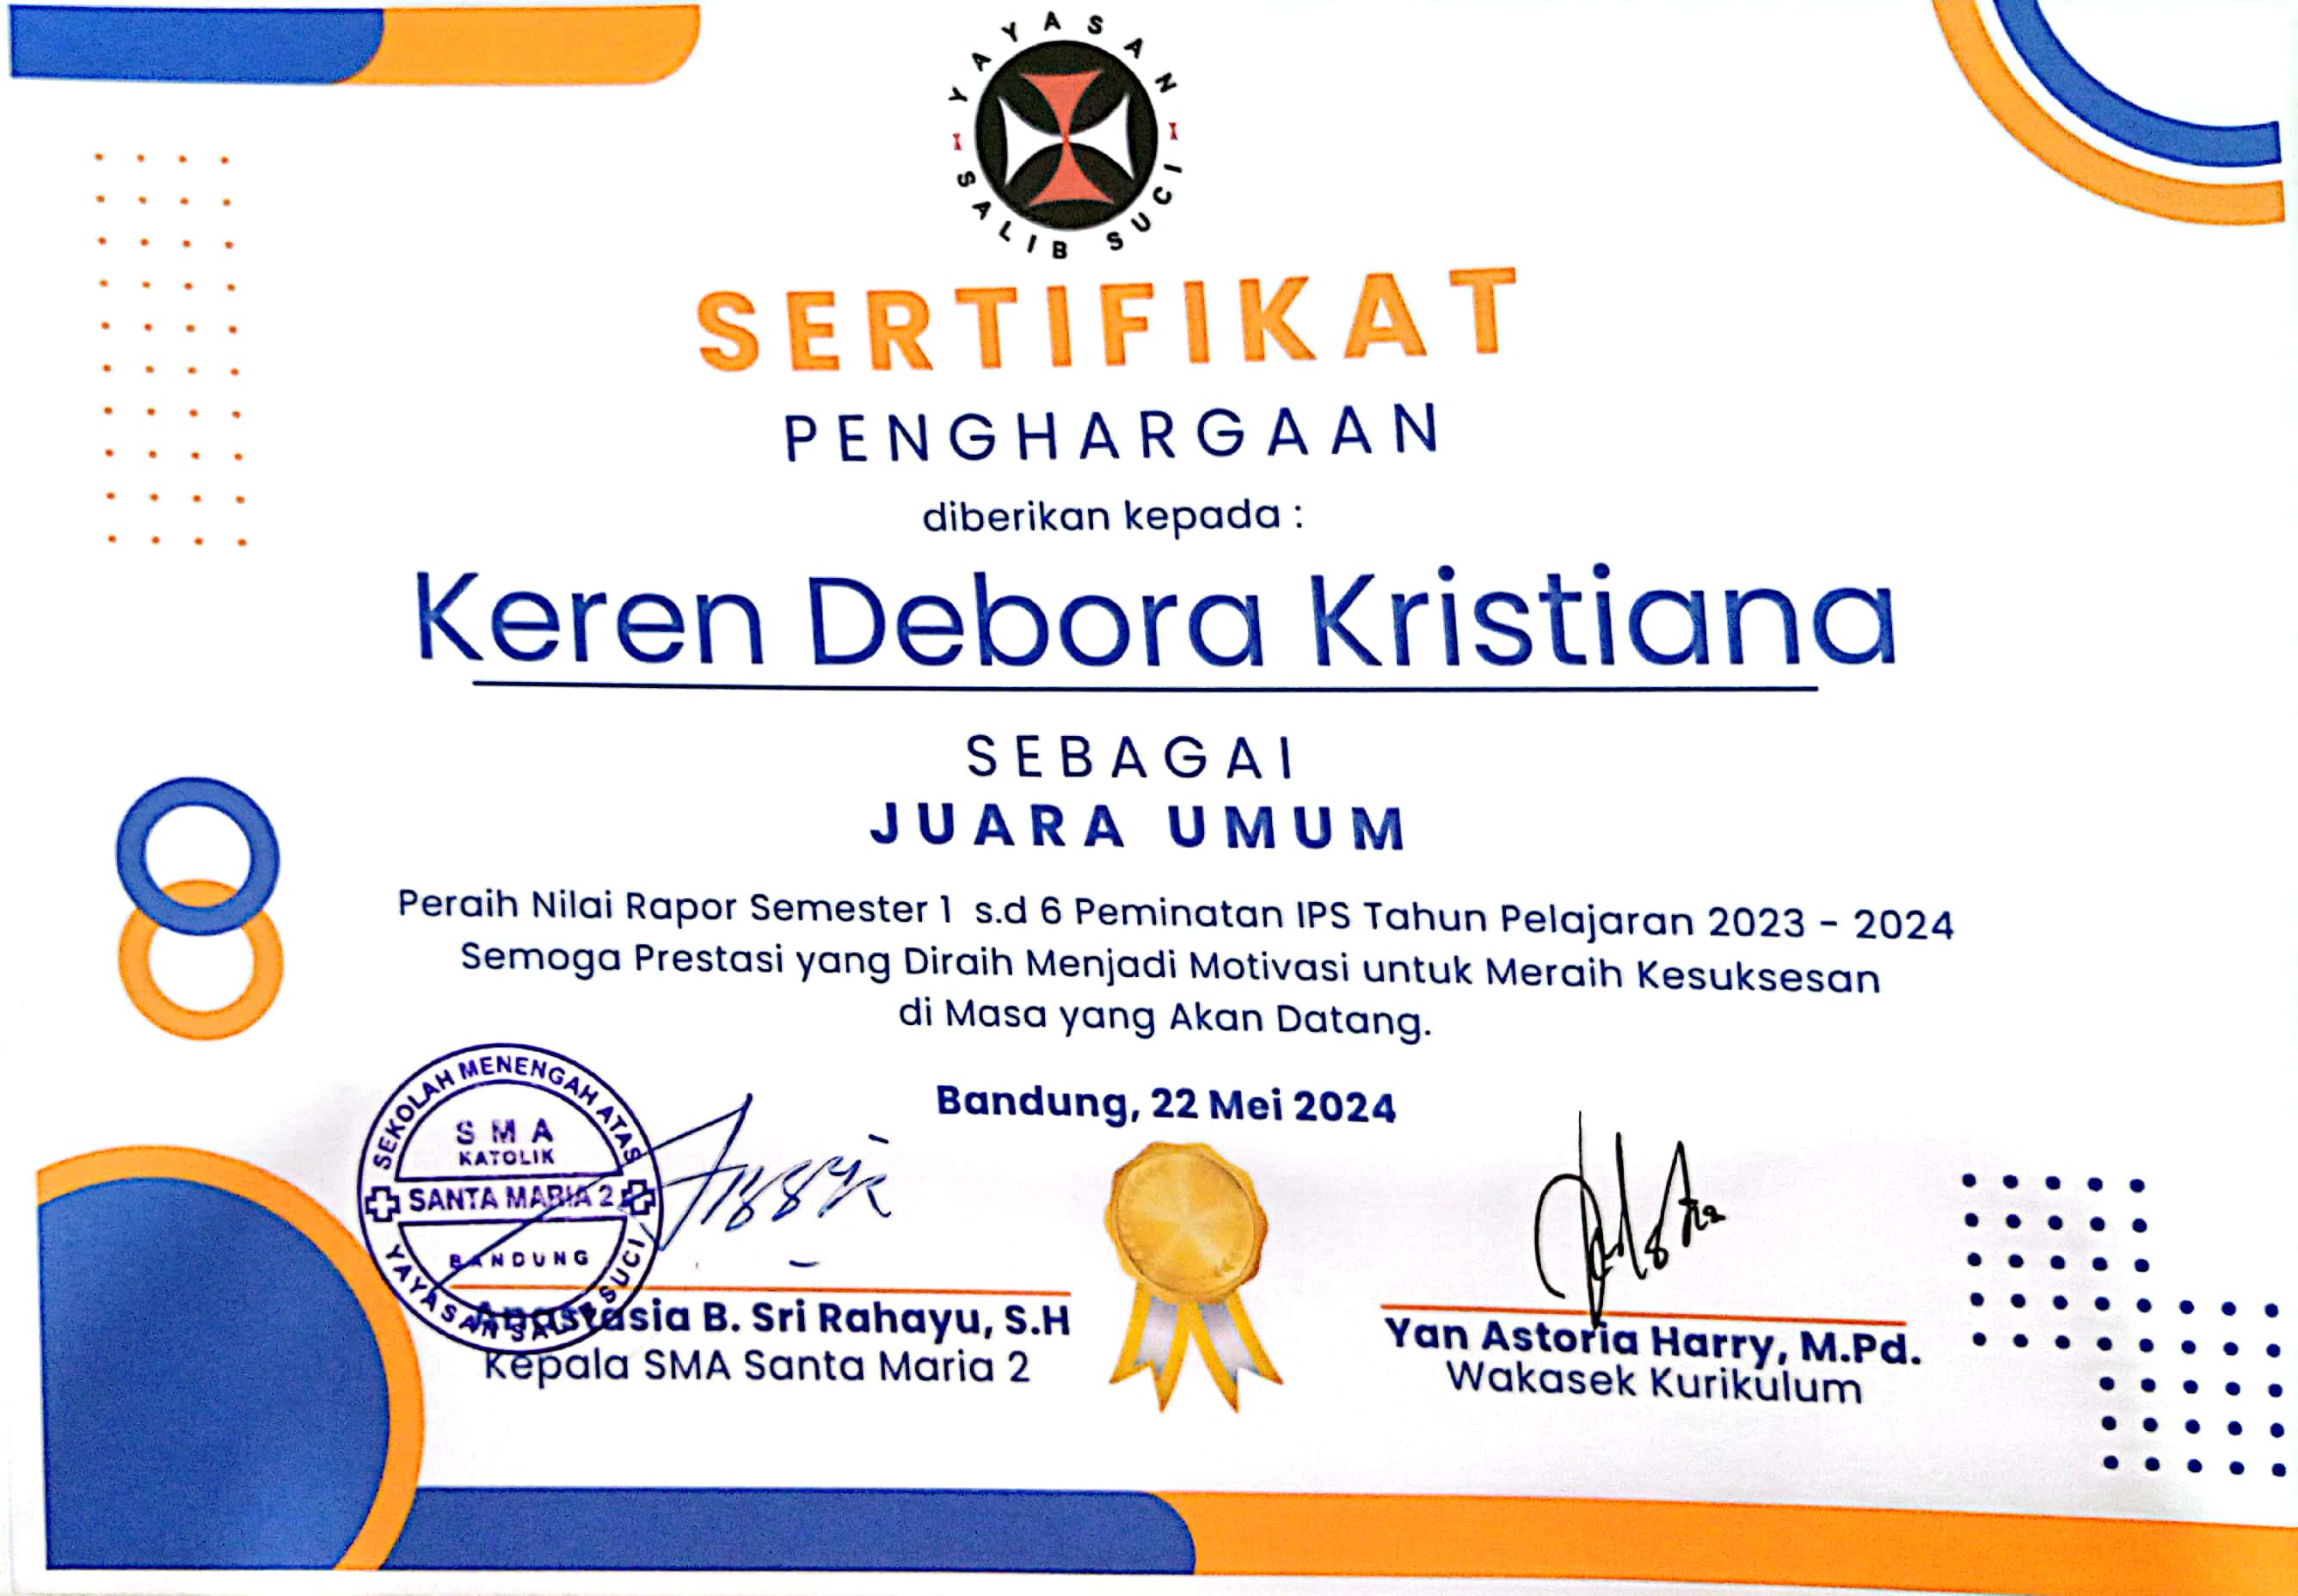 YAYASAN SALIB SUCI
SERTIFIKAT
PENGHARGAAN
diberikan kepada :
Keren Debora Kristiana
SEBAGAI
JUARA UMUM
Peraih Nilai Rapor Semester 1 s.d 6 Peminatan IPS Tahun Pelajaran 2023 - 2024
Semoga Prestasi yang Diraih Menjadi Motivasi untuk Meraih Kesuksesan
di Masa yang Akan Datang.
Bandung, 22 Mei 2024
SEKOLAH MENENGAH ATAS
SMA
KATOLIK
SANTA MARIA 2
BANDUNG
YAYASAN SALIB SUCI
Anastasia B. Sri Rahayu, S.H
Kepala SMA Santa Maria 2
Yan Astoria Harry, M.Pd.
Wakasek Kurikulum